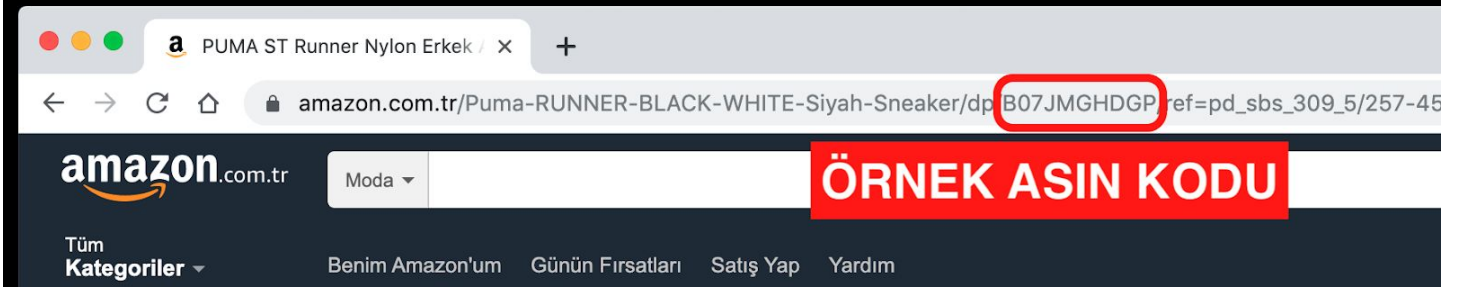 a PUMA ST Runner Nylon Erkek A
amazon.com.tr/Puma-RUNNER-BLACK-WHITE-Siyah-Sneaker/dp/B07JMGHDGP/ref=pd_sbs_309_5/257-45
amazon.com.tr Moda ÖRNEK ASIN KODU
Tüm
Kategoriler Benim Amazon'um Günün Fırsatları Satış Yap Yardım